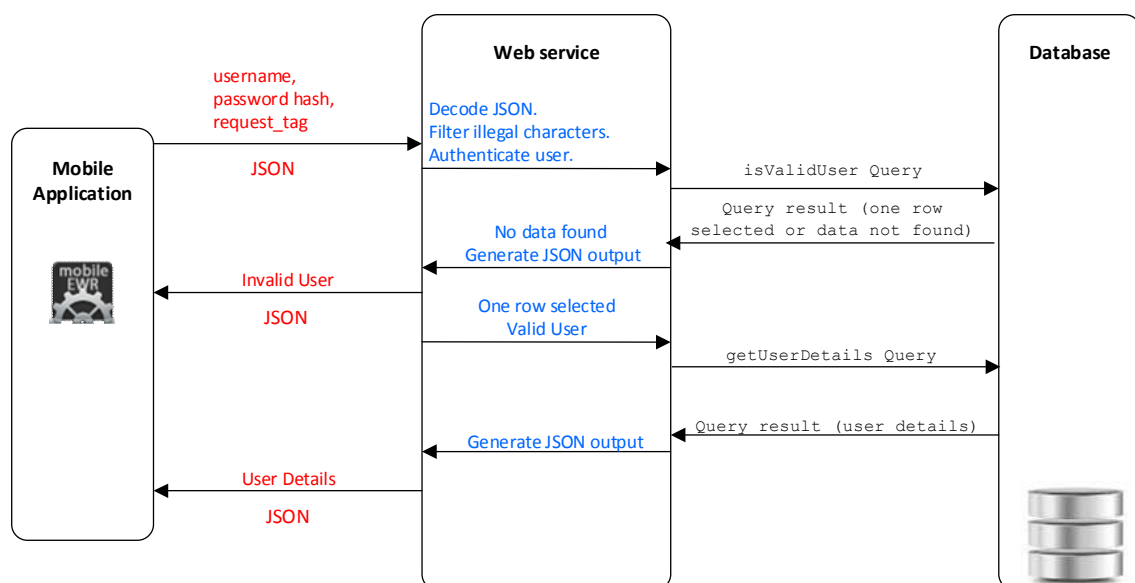 Web service
Database
username,
password hash,
request_tag
JSON
Mobile
Application
mobile
EWR
Decode JSON.
Filter illegal characters.
Authenticate user.
isValidUser Query
Query result (one row
selected or data not found)
No data found
Generate JSON output
Invalid User
JSON
One row selected
Valid User
getUserDetails Query
Query result (user details)
Generate JSON output
User Details
JSON